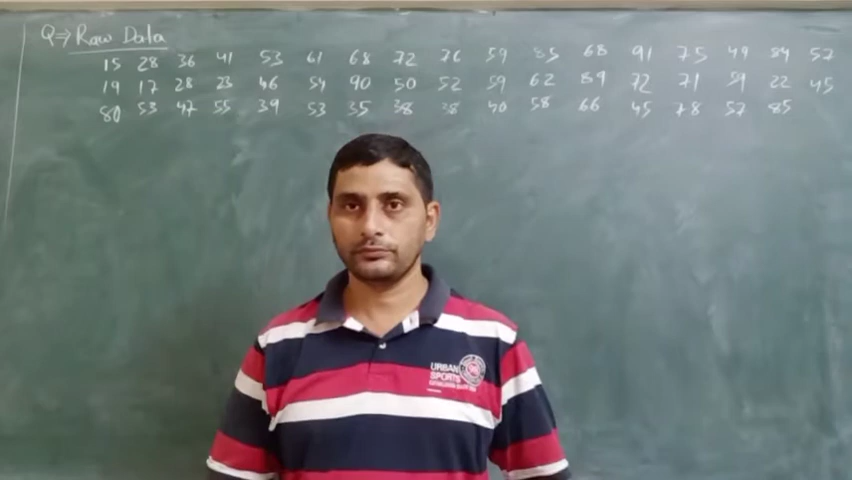 Q⇒ Raw Data
15 28 36 41 53 61 68 72 76 59 85 68 91 75 49 84 57
19 17 28 23 46 54 90 50 52 59 62 89 72 71 59 22 45
80 53 47 55 39 53 35 38 38 40 58 66 45 78 57 85
URBAN
SPORTS